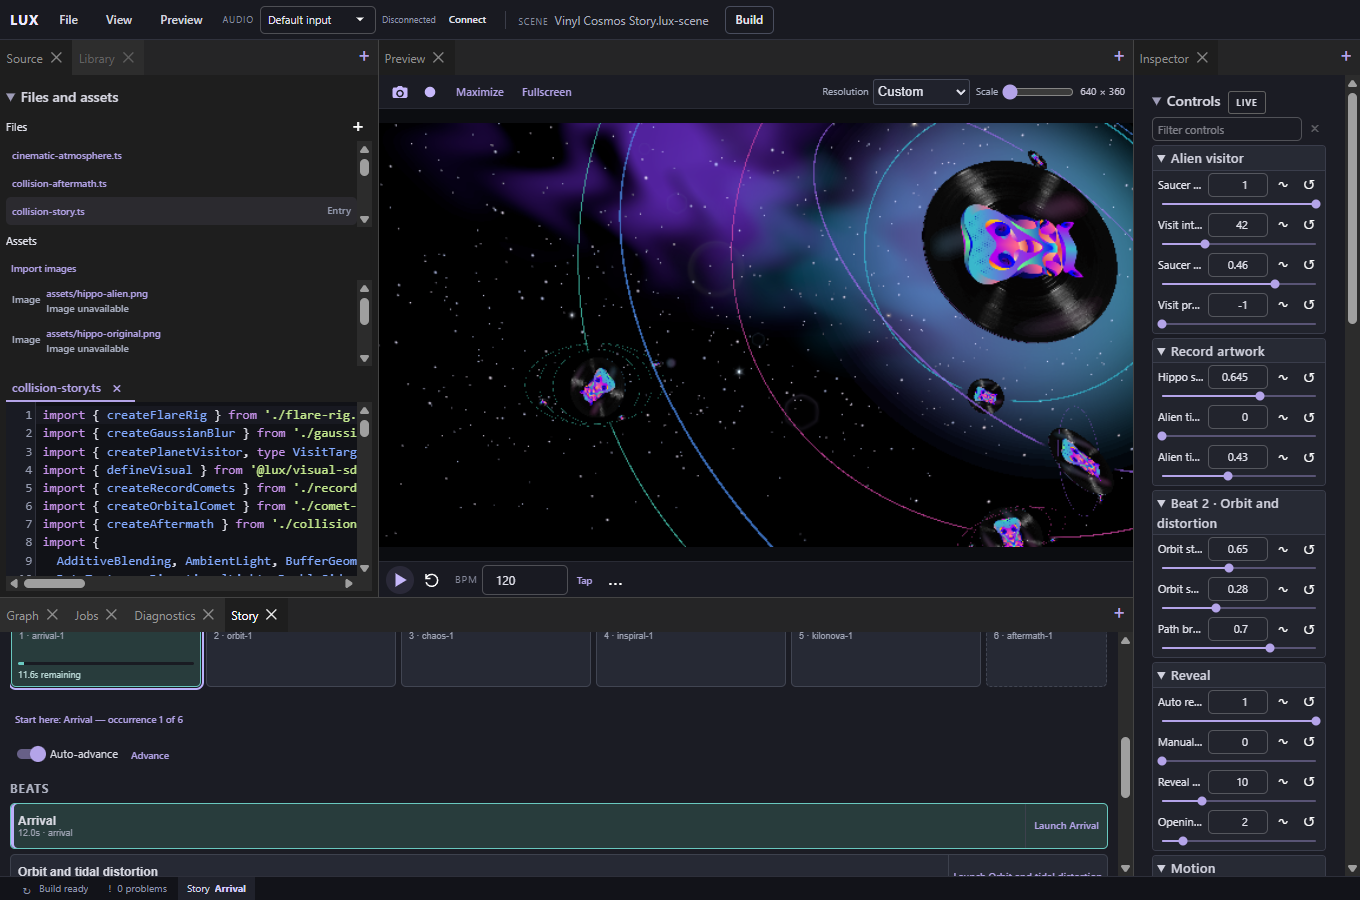 LUX File View Preview AUDIO Default input Disconnected Connect SCENE Vinyl Cosmos Story.lux-scene Build
Source Library
Files and assets
Files
cinematic-atmosphere.ts
collision-aftermath.ts
collision-story.ts Entry
Assets
Import images
Image assets/hippo-alien.png
Image unavailable
Image assets/hippo-original.png
Image unavailable
collision-story.ts
1 import { createFlareRig } from './flare-rig.
2 import { createGaussianBlur } from './gaussi
3 import { createPlanetVisitor, type VisitTarg
4 import { defineVisual } from '@lux/visual-sd
5 import { createRecordComets } from './record
6 import { createOrbitalComet } from './comet-
7 import { createAftermath } from './collision
8 import {
9 AdditiveBlending, AmbientLight, BufferGeom
Preview
Maximize Fullscreen Resolution Custom Scale 640 × 360
BPM 120 Tap ...
Inspector
Controls LIVE
Filter controls
Alien visitor
Saucer ... 1
Visit int... 42
Saucer ... 0.46
Visit pr... -1
Record artwork
Hippo s... 0.645
Alien ti... 0
Alien ti... 0.43
Beat 2 · Orbit and
distortion
Orbit st... 0.65
Orbit s... 0.28
Path br... 0.7
Reveal
Auto re... 1
Manual... 0
Reveal ... 10
Openin... 2
Motion
Graph Jobs Diagnostics Story
1 · arrival-1 2 · orbit-1 3 · chaos-1 4 · inspiral-1 5 · kilonova-1 6 · aftermath-1
11.6s remaining
Start here: Arrival — occurrence 1 of 6
Auto-advance Advance
BEATS
Arrival
12.0s · arrival
Launch Arrival
Orbit and tidal distortion Launch Orbit and tidal distortion
Build ready ! 0 problems Story Arrival